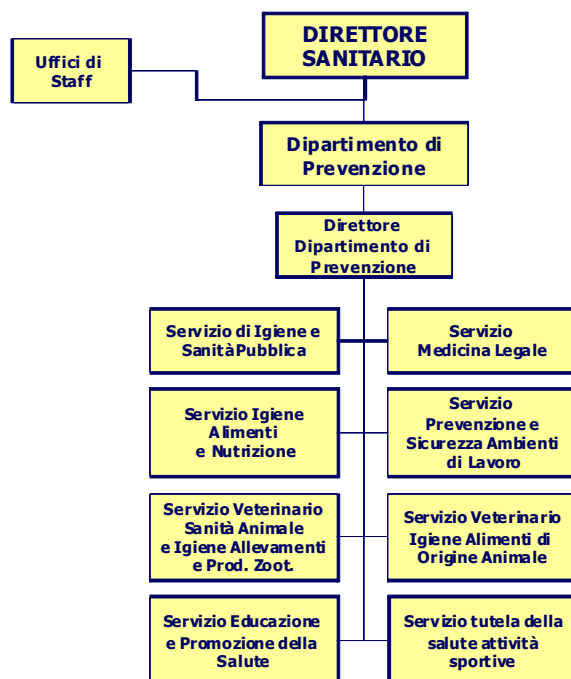 DIRETTORE
SANITARIO
Uffici di
Staff
Dipartimento di
Prevenzione
Direttore
Dipartimento di
Prevenzione
Servizio di Igiene e
Sanità Pubblica
Servizio
Medicina Legale
Servizio Igiene
Alimenti
e Nutrizione
Servizio
Prevenzione e
Sicurezza Ambienti
di Lavoro
Servizio Veterinario
Sanità Animale
e Igiene Allevamenti
e Prod. Zoot.
Servizio Veterinario
Igiene Alimenti di
Origine Animale
Servizio Educazione
e Promozione della
Salute
Servizio tutela della
salute attività
sportive